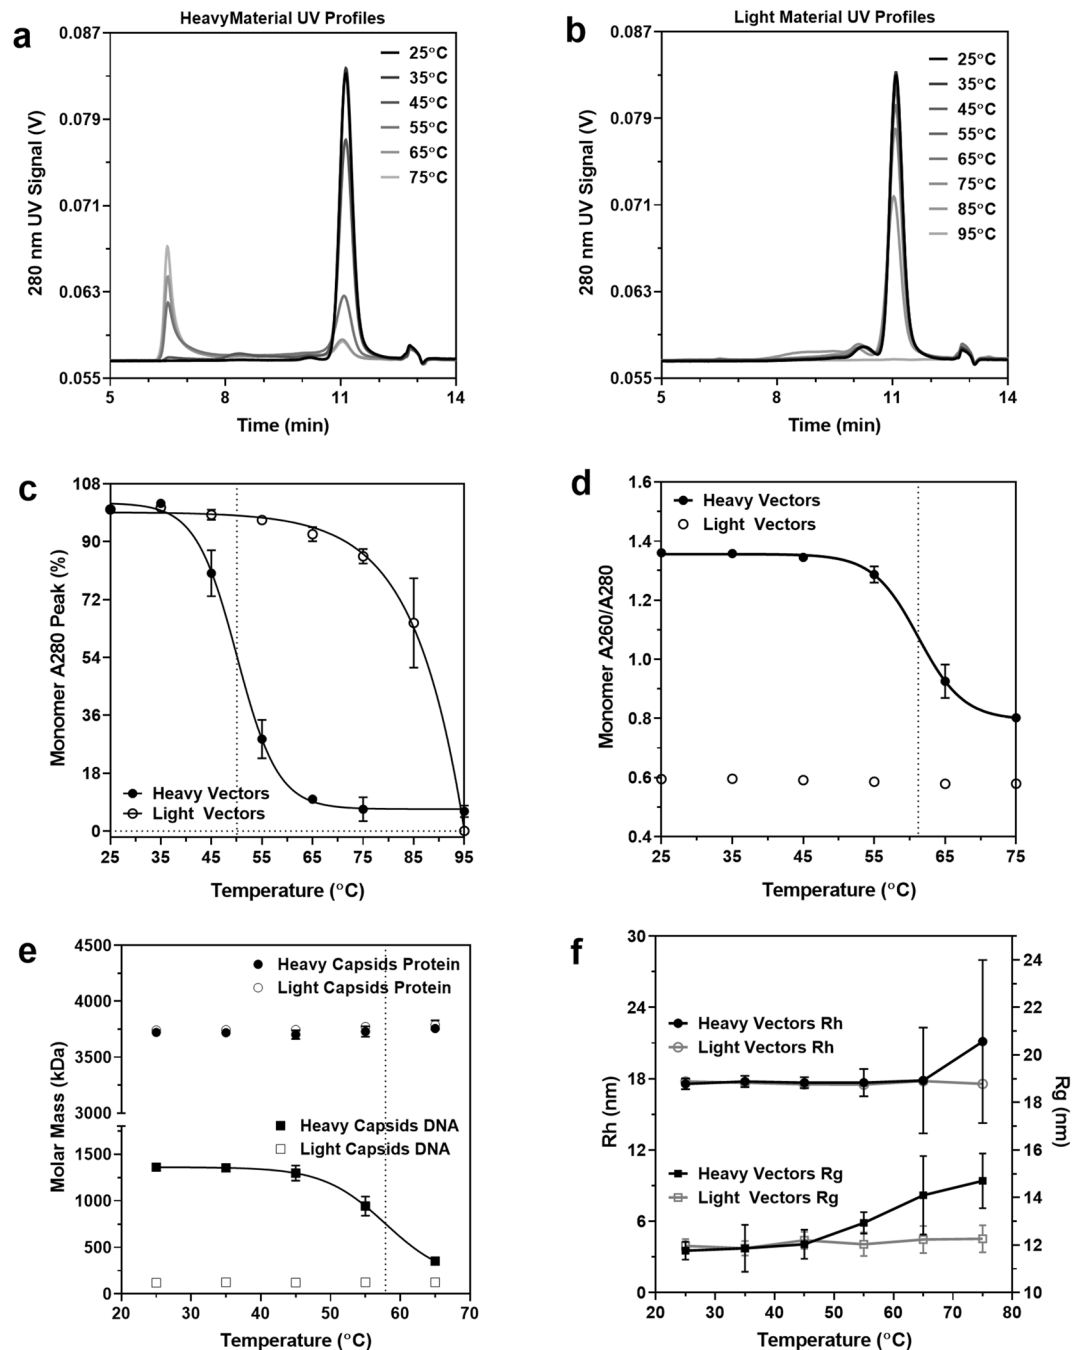 a
HeavyMaterial UV Profiles
0.087
0.079
0.071
0.063
0.055
280 nm UV Signal (V)
25°C
35°C
45°C
55°C
65°C
75°C
5 8 11 14
Time (min)
b
Light Material UV Profiles
0.087
0.079
0.071
0.063
0.055
280 nm UV Signal (V)
25°C
35°C
45°C
55°C
65°C
75°C
85°C
95°C
5 8 11 14
Time (min)
c
108
90
72
54
36
18
0
Monomer A280 Peak (%)
Heavy Vectors
Light Vectors
25 35 45 55 65 75 85 95
Temperature (°C)
d
1.6
1.4
1.2
1.0
0.8
0.6
0.4
Monomer A260/A280
Heavy Vectors
Light Vectors
25 35 45 55 65 75
Temperature (°C)
e
4500
4000
3500
3000
1500
1000
500
0
Molar Mass (kDa)
Heavy Capsids Protein
Light Capsids Protein
Heavy Capsids DNA
Light Capsids DNA
20 30 40 50 60 70
Temperature (°C)
f
30
24
18
12
6
0
Rh (nm)
Heavy Vectors Rh
Light Vectors Rh
Heavy Vectors Rg
Light Vectors Rg
24
22
20
18
16
14
12
10
Rg (nm)
20 30 40 50 60 70 80
Temperature (°C)